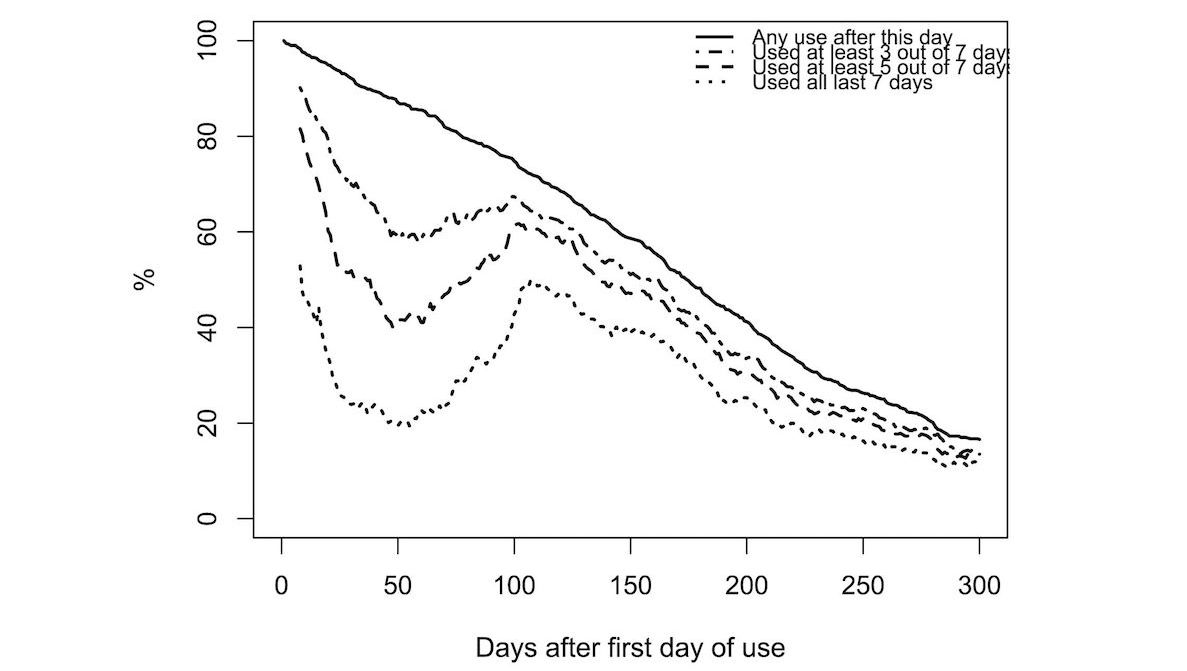 Any use after this day
Used at least 3 out of 7 days
Used at least 5 out of 7 days
Used all last 7 days
100
80
60
40
20
0
%
0 50 100 150 200 250 300
Days after first day of use